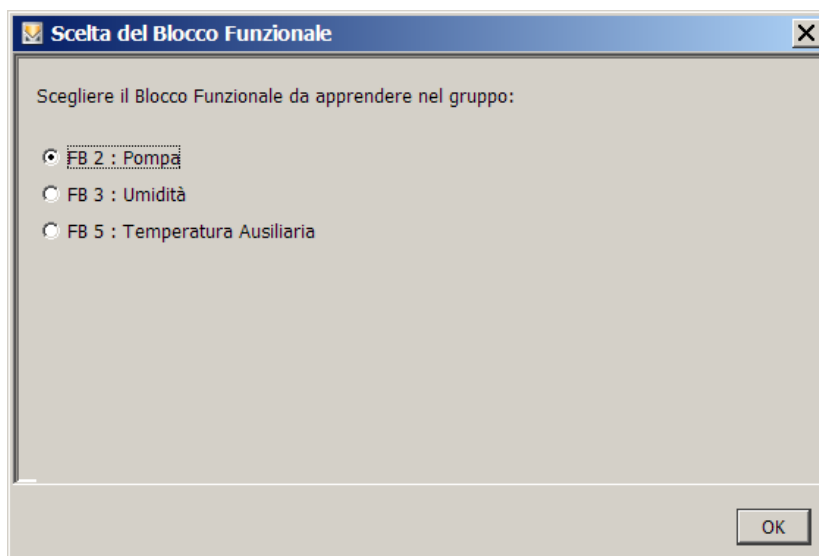 Scelta del Blocco Funzionale
Scegliere il Blocco Funzionale da apprendere nel gruppo:
FB 2 : Pompa
FB 3 : Umidità
FB 5 : Temperatura Ausiliaria
OK